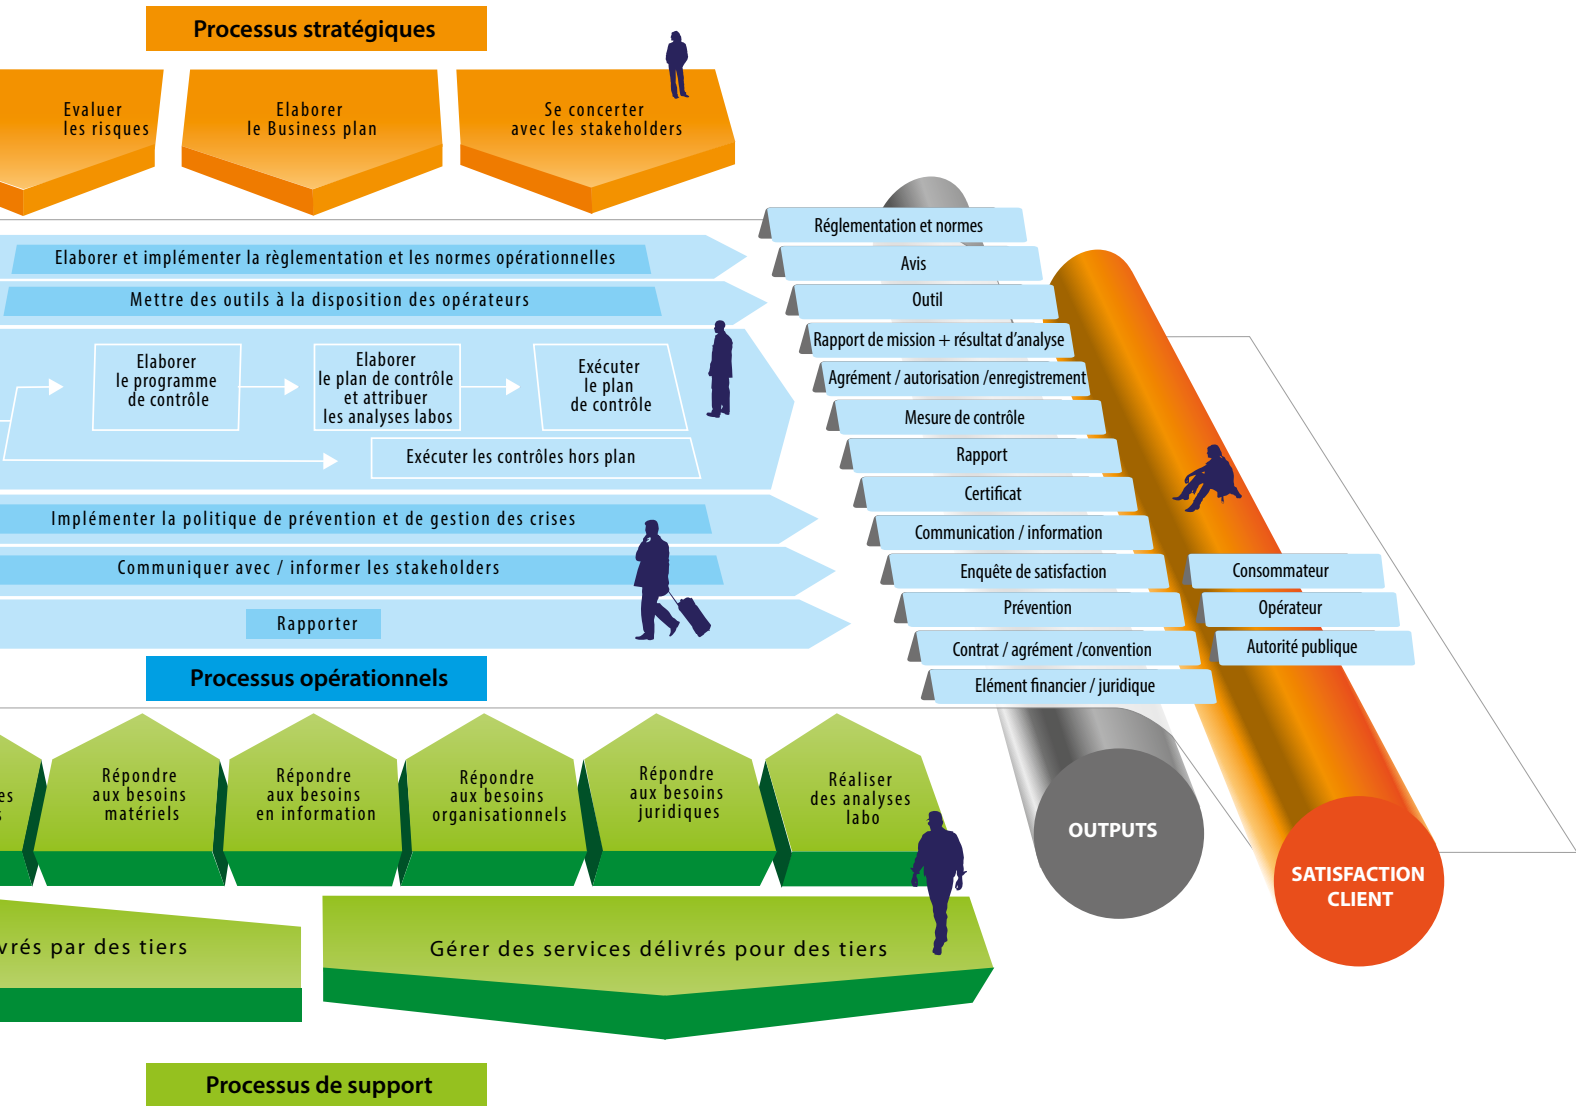 Processus stratégiques
Evaluer
les risques
Elaborer
le Business plan
Se concerter
avec les stakeholders
Elaborer et implémenter la règlementation et les normes opérationnelles
Mettre des outils à la disposition des opérateurs
Elaborer
le programme
de contrôle
Elaborer
le plan de contrôle
et attribuer
les analyses labos
Exécuter
le plan
de contrôle
Exécuter les contrôles hors plan
Implémenter la politique de prévention et de gestion des crises
Communiquer avec / informer les stakeholders
Rapporter
Processus opérationnels
Réglementation et normes
Avis
Outil
Rapport de mission + résultat d'analyse
Agrément / autorisation /enregistrement
Mesure de contrôle
Rapport
Certificat
Communication / information
Enquête de satisfaction
Prévention
Contrat / agrément /convention
Elément financier / juridique
Consommateur
Opérateur
Autorité publique
OUTPUTS
SATISFACTION
CLIENT
es
s
Répondre
aux besoins
matériels
Répondre
aux besoins
en information
Répondre
aux besoins
organisationnels
Répondre
aux besoins
juridiques
Réaliser
des analyses
labo
vrés par des tiers
Gérer des services délivrés pour des tiers
Processus de support